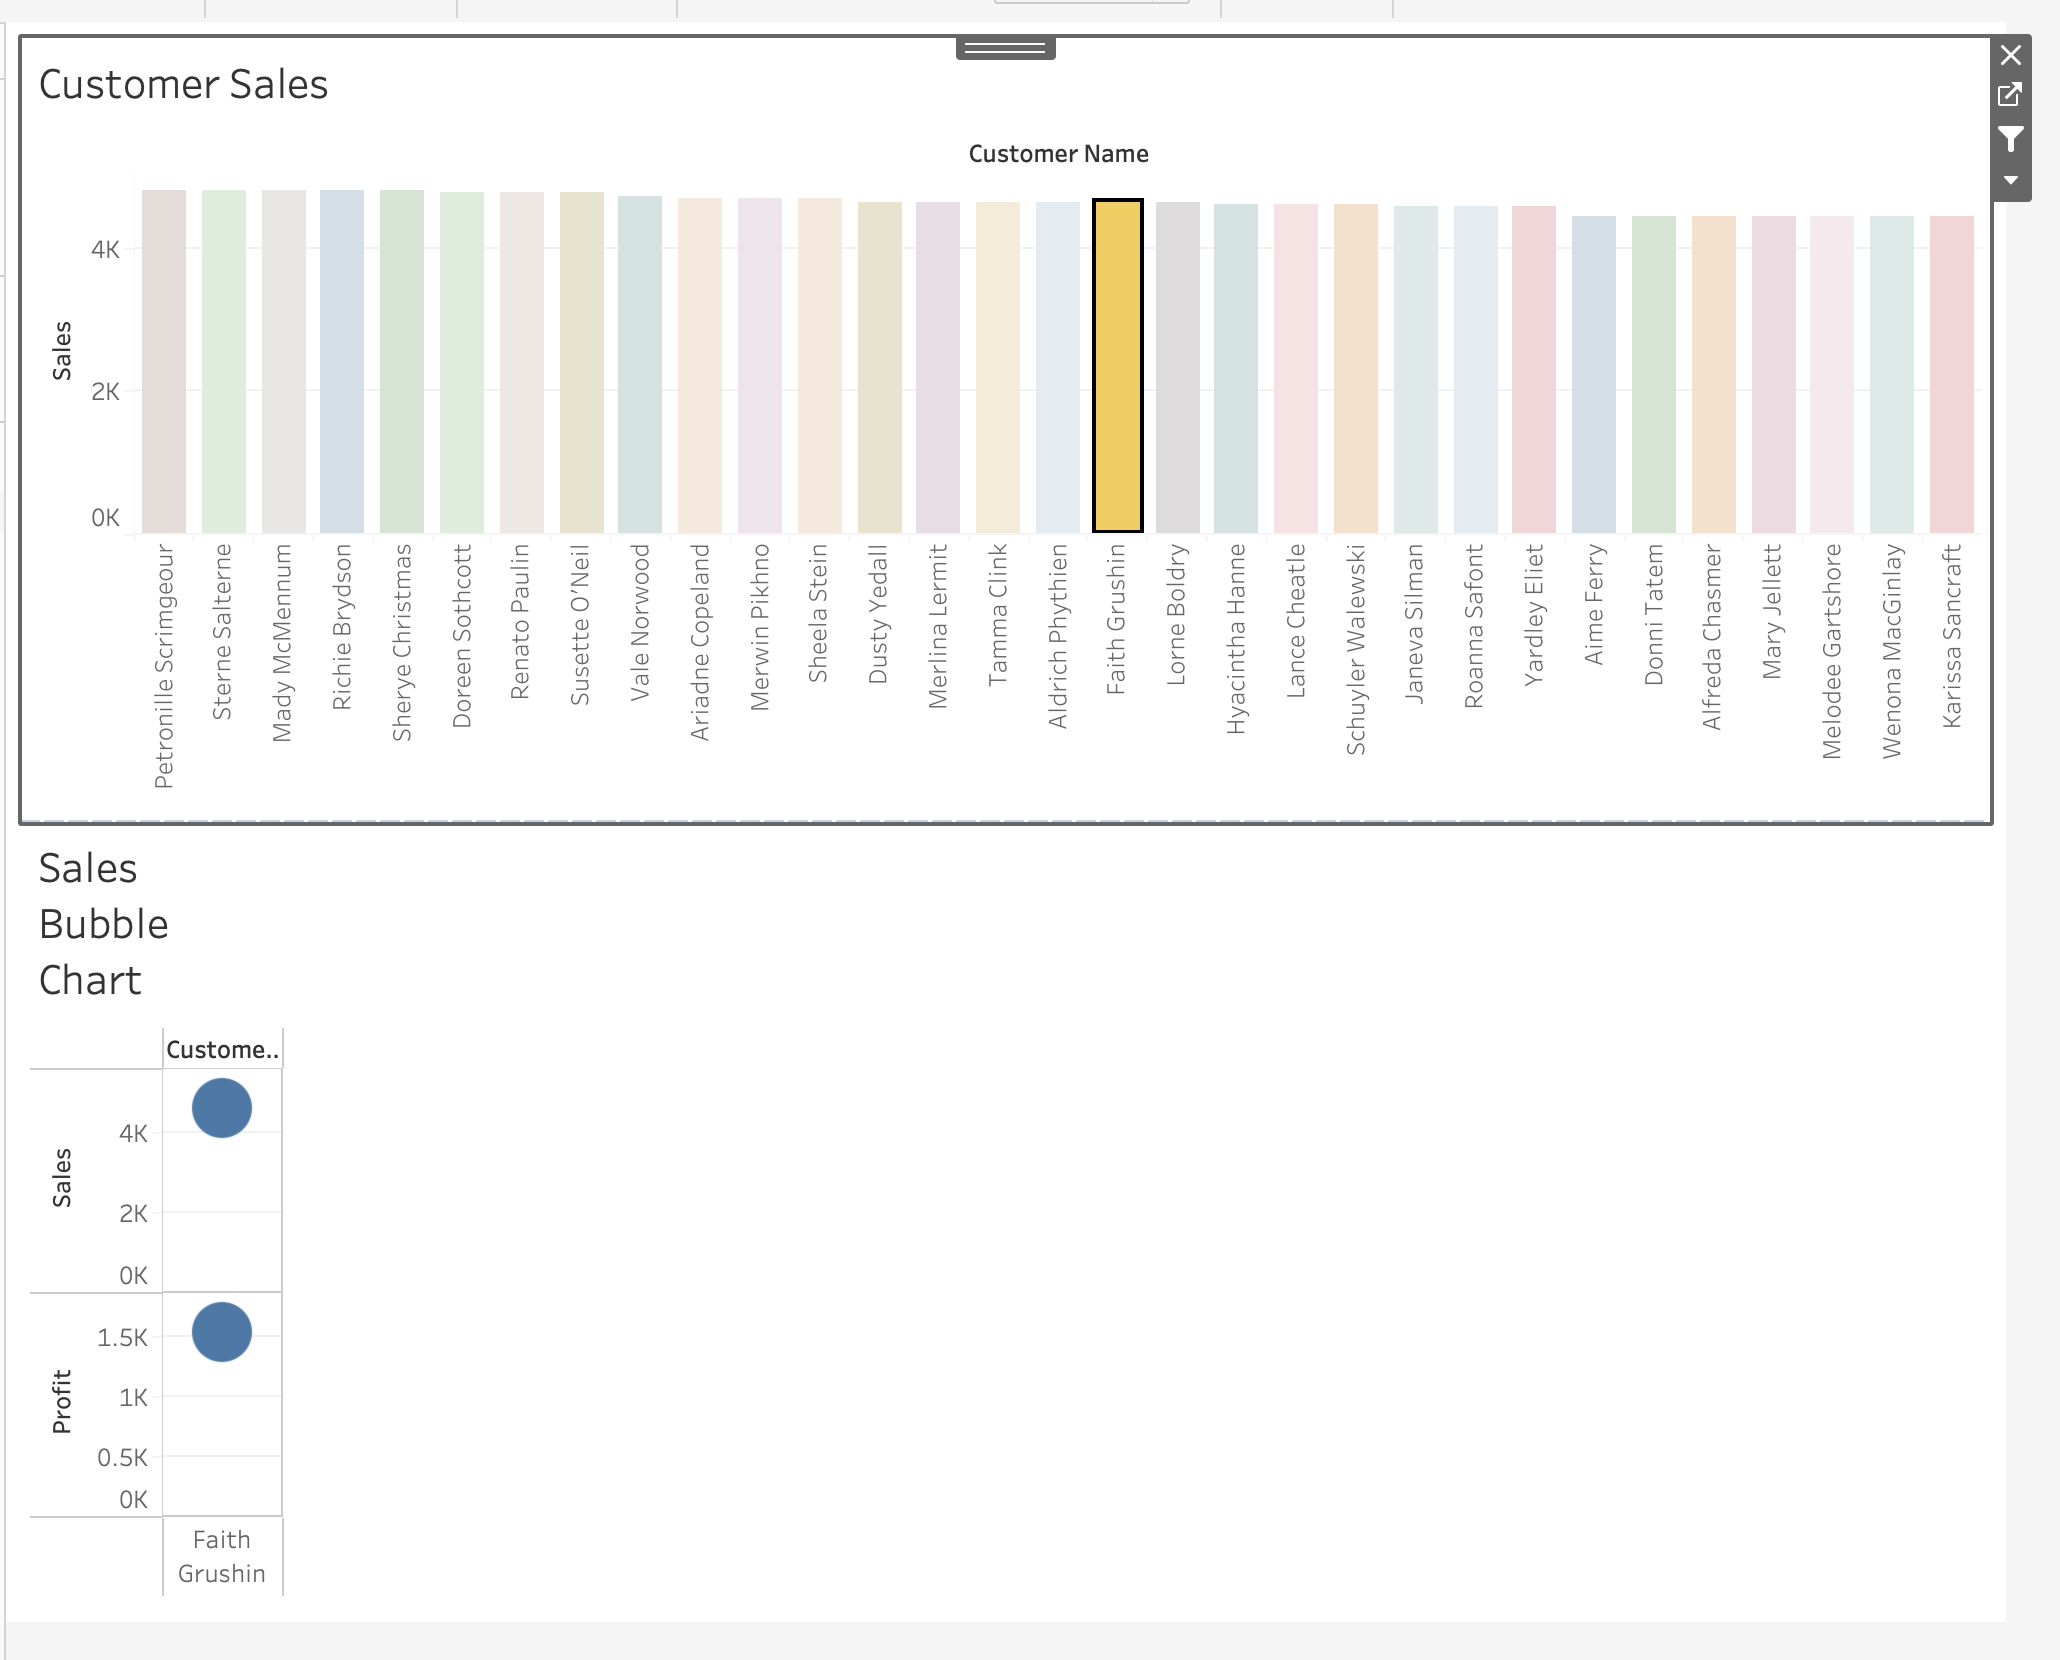 Customer Sales
Customer Name
Sales
4K
2K
0K
Petronille Scrimgeour
Sterne Salterne
Mady McMennum
Richie Brydson
Sherye Christmas
Doreen Sothcott
Renato Paulin
Susette O'Neil
Vale Norwood
Ariadne Copeland
Merwin Pikhno
Sheela Stein
Dusty Yedall
Merlina Lermit
Tamma Clink
Aldrich Phythien
Faith Grushin
Lorne Boldry
Hyacintha Hanne
Lance Cheatle
Schuyler Walewski
Janeva Silman
Roanna Safont
Yardley Eliet
Aime Ferry
Donni Tatem
Alfreda Chasmer
Mary Jellett
Melodee Gartshore
Wenona MacGinlay
Karissa Sancraft
Sales
Bubble
Chart
Custome..
Sales
4K
2K
0K
Profit
1.5K
1K
0.5K
0K
Faith
Grushin